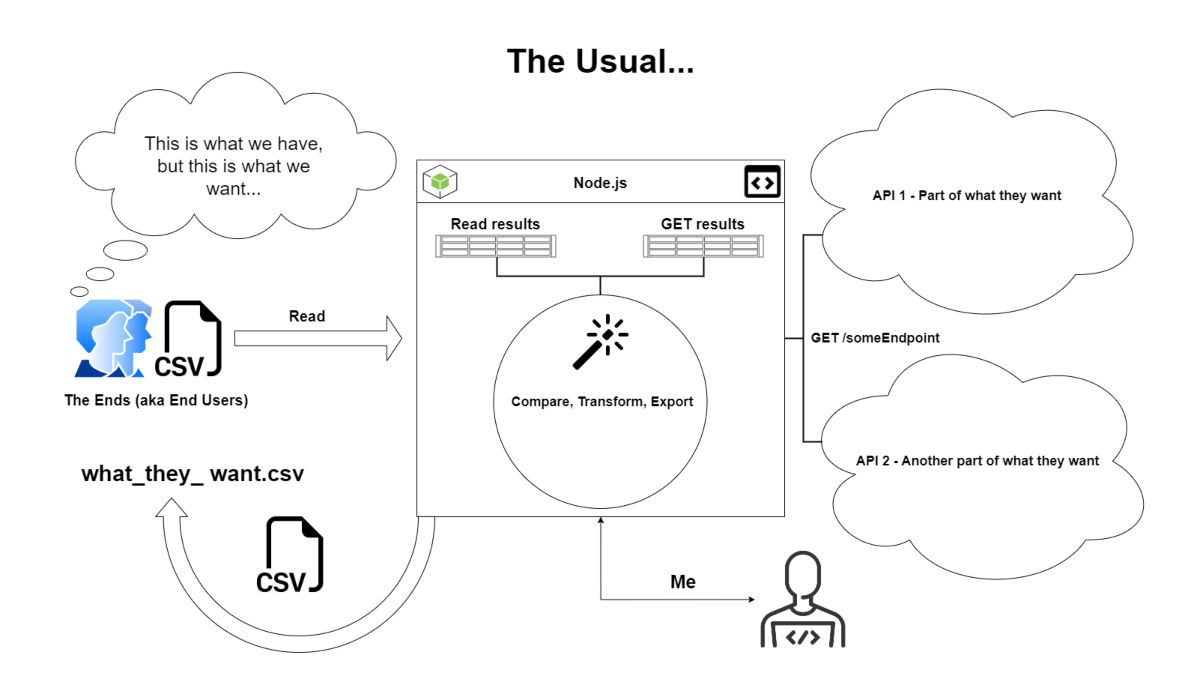 The Usual...
This is what we have,
but this is what we
want...
Node.js
Read results
GET results
API 1 - Part of what they want
Read
GET /someEndpoint
CSV
The Ends (aka End Users)
Compare, Transform, Export
API 2 - Another part of what they want
what_they_ want.csv
CSV
Me